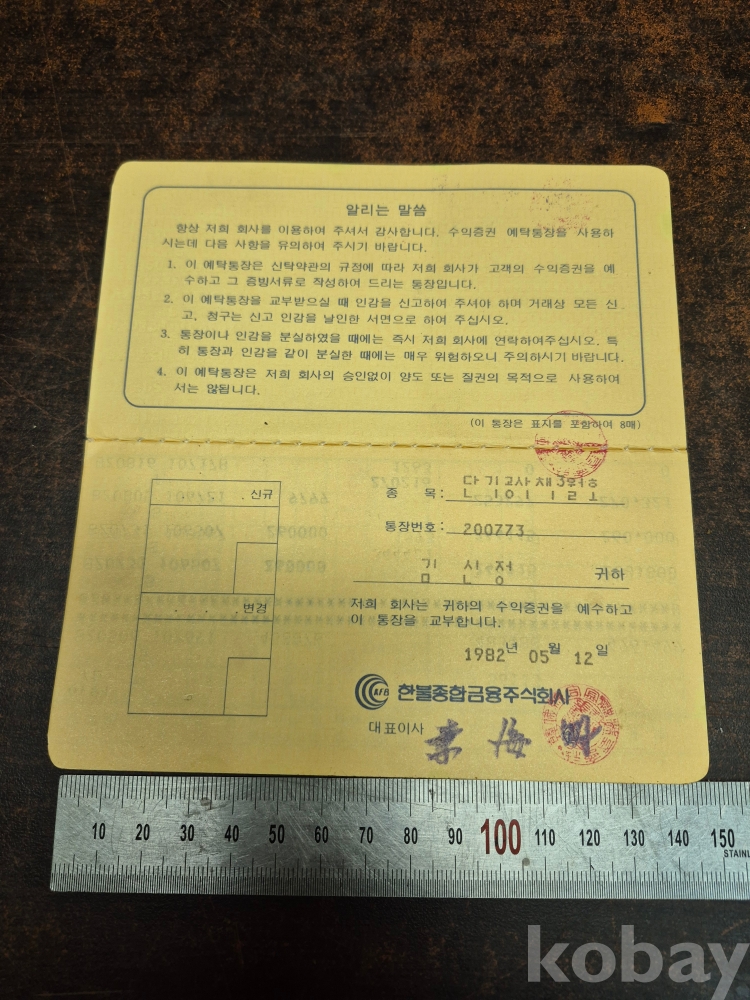 알리는 말씀
항상 저희 회사를 이용하여 주셔서 감사합니다. 수익증권 예탁통장을 사용하
시는데 다음 사항을 유의하여 주시기 바랍니다.
1. 이 예탁통장은 신탁약관의 규정에 따라 저희 회사가 고객의 수익증권을 예
수하고 그 증빙서류로 작성하여 드리는 통장입니다.
2. 이 예탁통장을 교부받으실 때 인감을 신고하여 주셔야 하며 거래상 모든 신
고, 청구는 신고 인감을 날인한 서면으로 하여 주십시오.
3. 통장이나 인감을 분실하였을 때에는 즉시 저희 회사에 연락하여주십시오. 특
히 통장과 인감을 같이 분실한 때에는 매우 위험하오니 주의하시기 바랍니다.
4. 이 예탁통장은 저희 회사의 승인없이 양도 또는 질권의 목적으로 사용하여
서는 않됩니다.
(이 통장은 표지를 포함하여 8매)
신규
종 목: 단기공사채3월호
통장번호: 200773
김 신 정 귀하
변경
저희 회사는 귀하의 수익증권을 예수하고
이 통장을 교부합니다.
1982년 05월 12일
AFB 한불종합금융주식회사
대표이사
10 20 30 40 50 60 70 80 90 100 110 120 130 140 150
STAINL
kobay